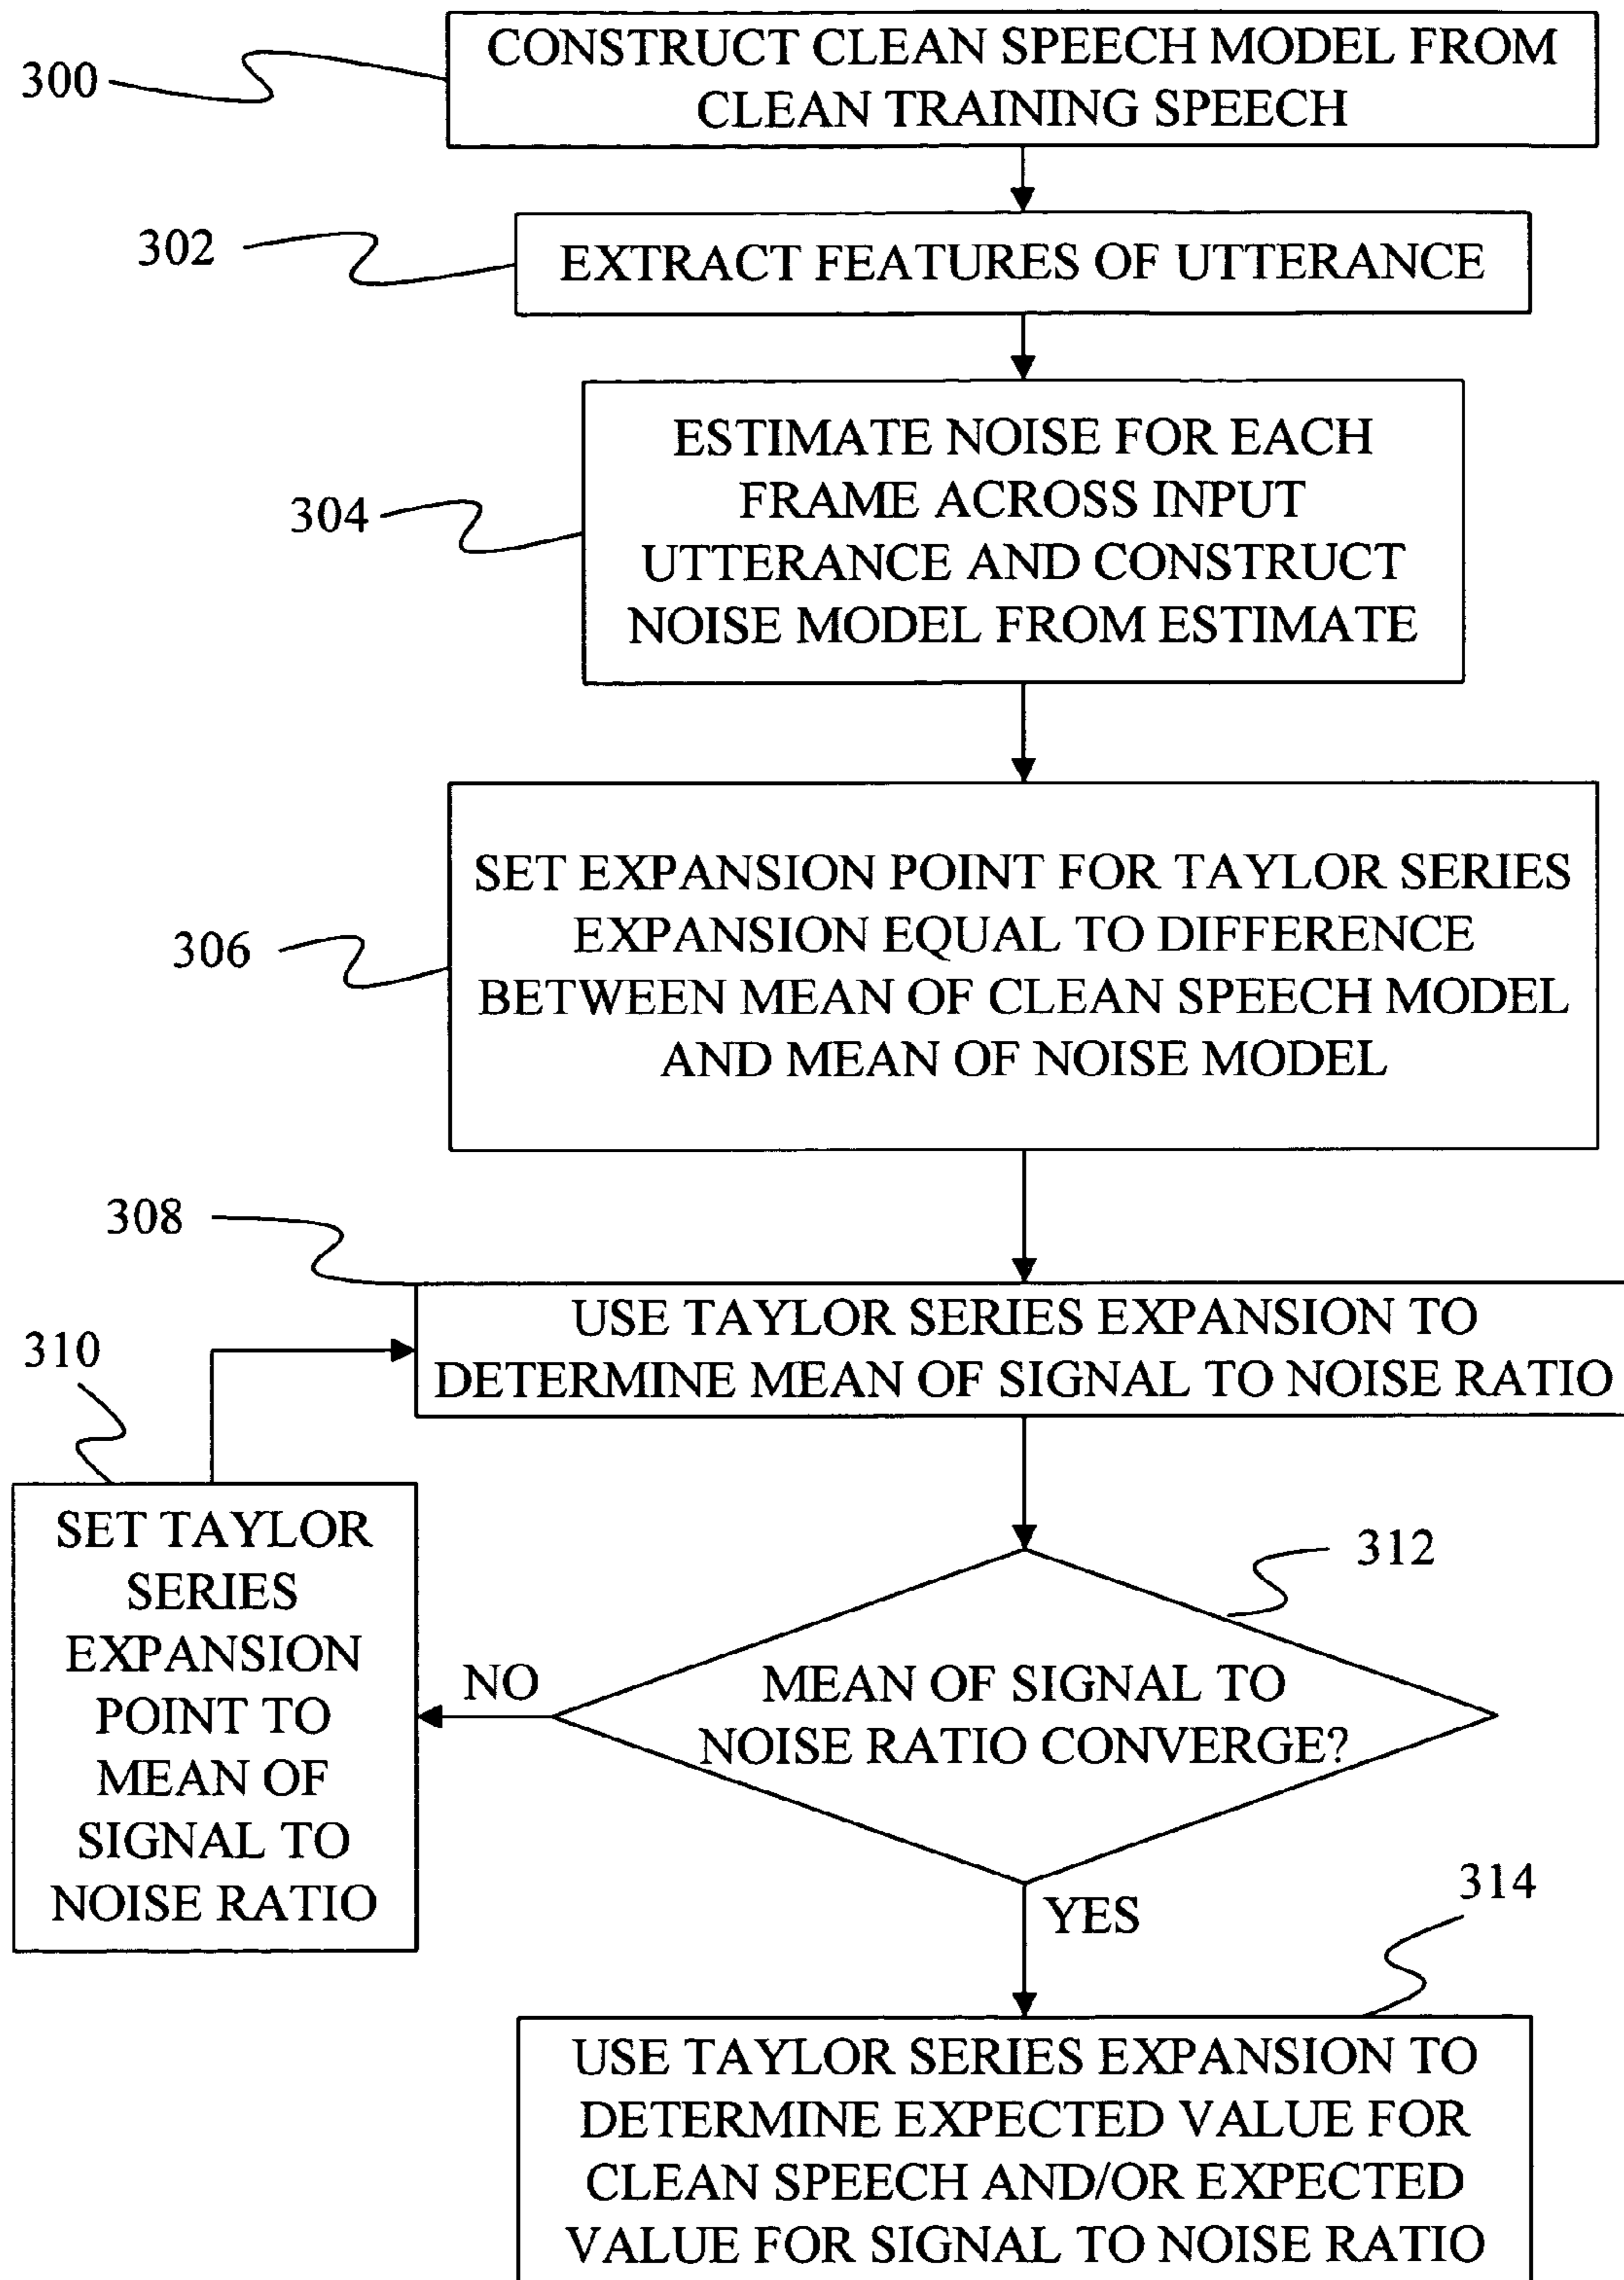 300
CONSTRUCT CLEAN SPEECH MODEL FROM
CLEAN TRAINING SPEECH
302
EXTRACT FEATURES OF UTTERANCE
304
ESTIMATE NOISE FOR EACH
FRAME ACROSS INPUT
UTTERANCE AND CONSTRUCT
NOISE MODEL FROM ESTIMATE
306
SET EXPANSION POINT FOR TAYLOR SERIES
EXPANSION EQUAL TO DIFFERENCE
BETWEEN MEAN OF CLEAN SPEECH MODEL
AND MEAN OF NOISE MODEL
308
USE TAYLOR SERIES EXPANSION TO
DETERMINE MEAN OF SIGNAL TO NOISE RATIO
310
SET TAYLOR
SERIES
EXPANSION
POINT TO
MEAN OF
SIGNAL TO
NOISE RATIO
NO
312
MEAN OF SIGNAL TO
NOISE RATIO CONVERGE?
YES
314
USE TAYLOR SERIES EXPANSION TO
DETERMINE EXPECTED VALUE FOR
CLEAN SPEECH AND/OR EXPECTED
VALUE FOR SIGNAL TO NOISE RATIO